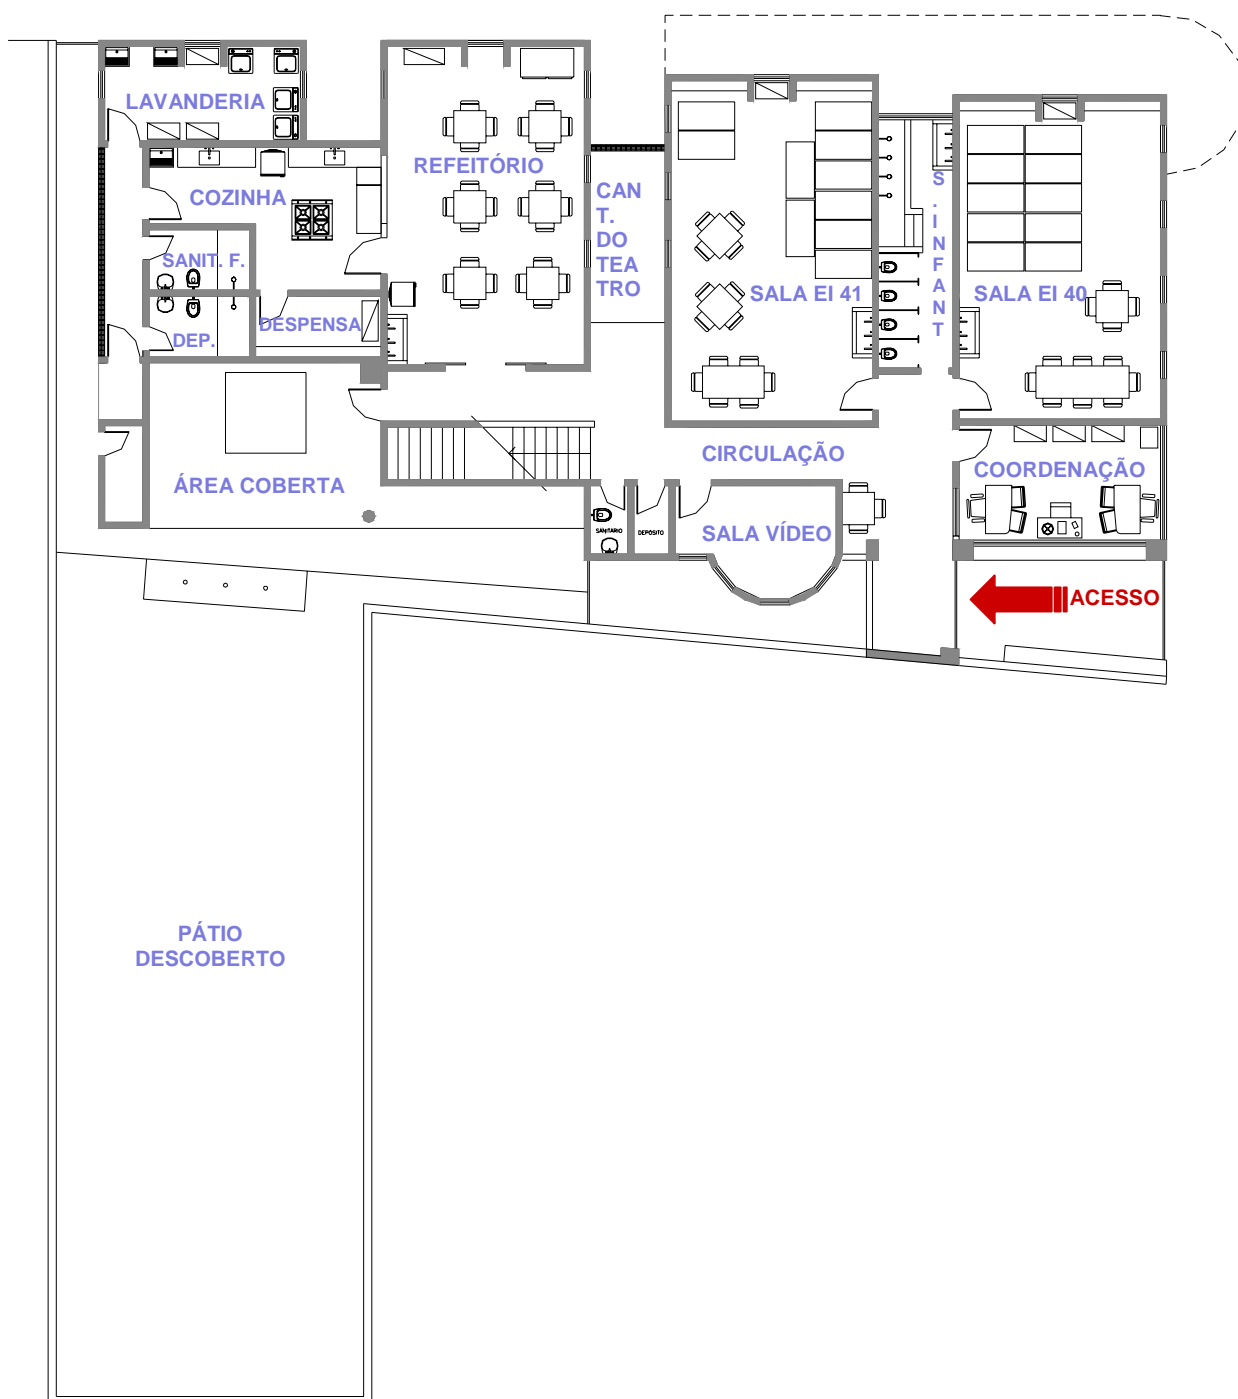 LAVANDERIA
REFEITÓRIO
COZINHA
CAN
T.
DO
TEA
TRO
S
.
I
N
F
A
N
T
SANIT. F.
SALA EI 41
SALA EI 40
DESPENSA
DEP.
CIRCULAÇÃO
COORDENAÇÃO
ÁREA COBERTA
SANITÁRIO
DEPÓSITO
SALA VÍDEO
ACESSO
PÁTIO
DESCOBERTO